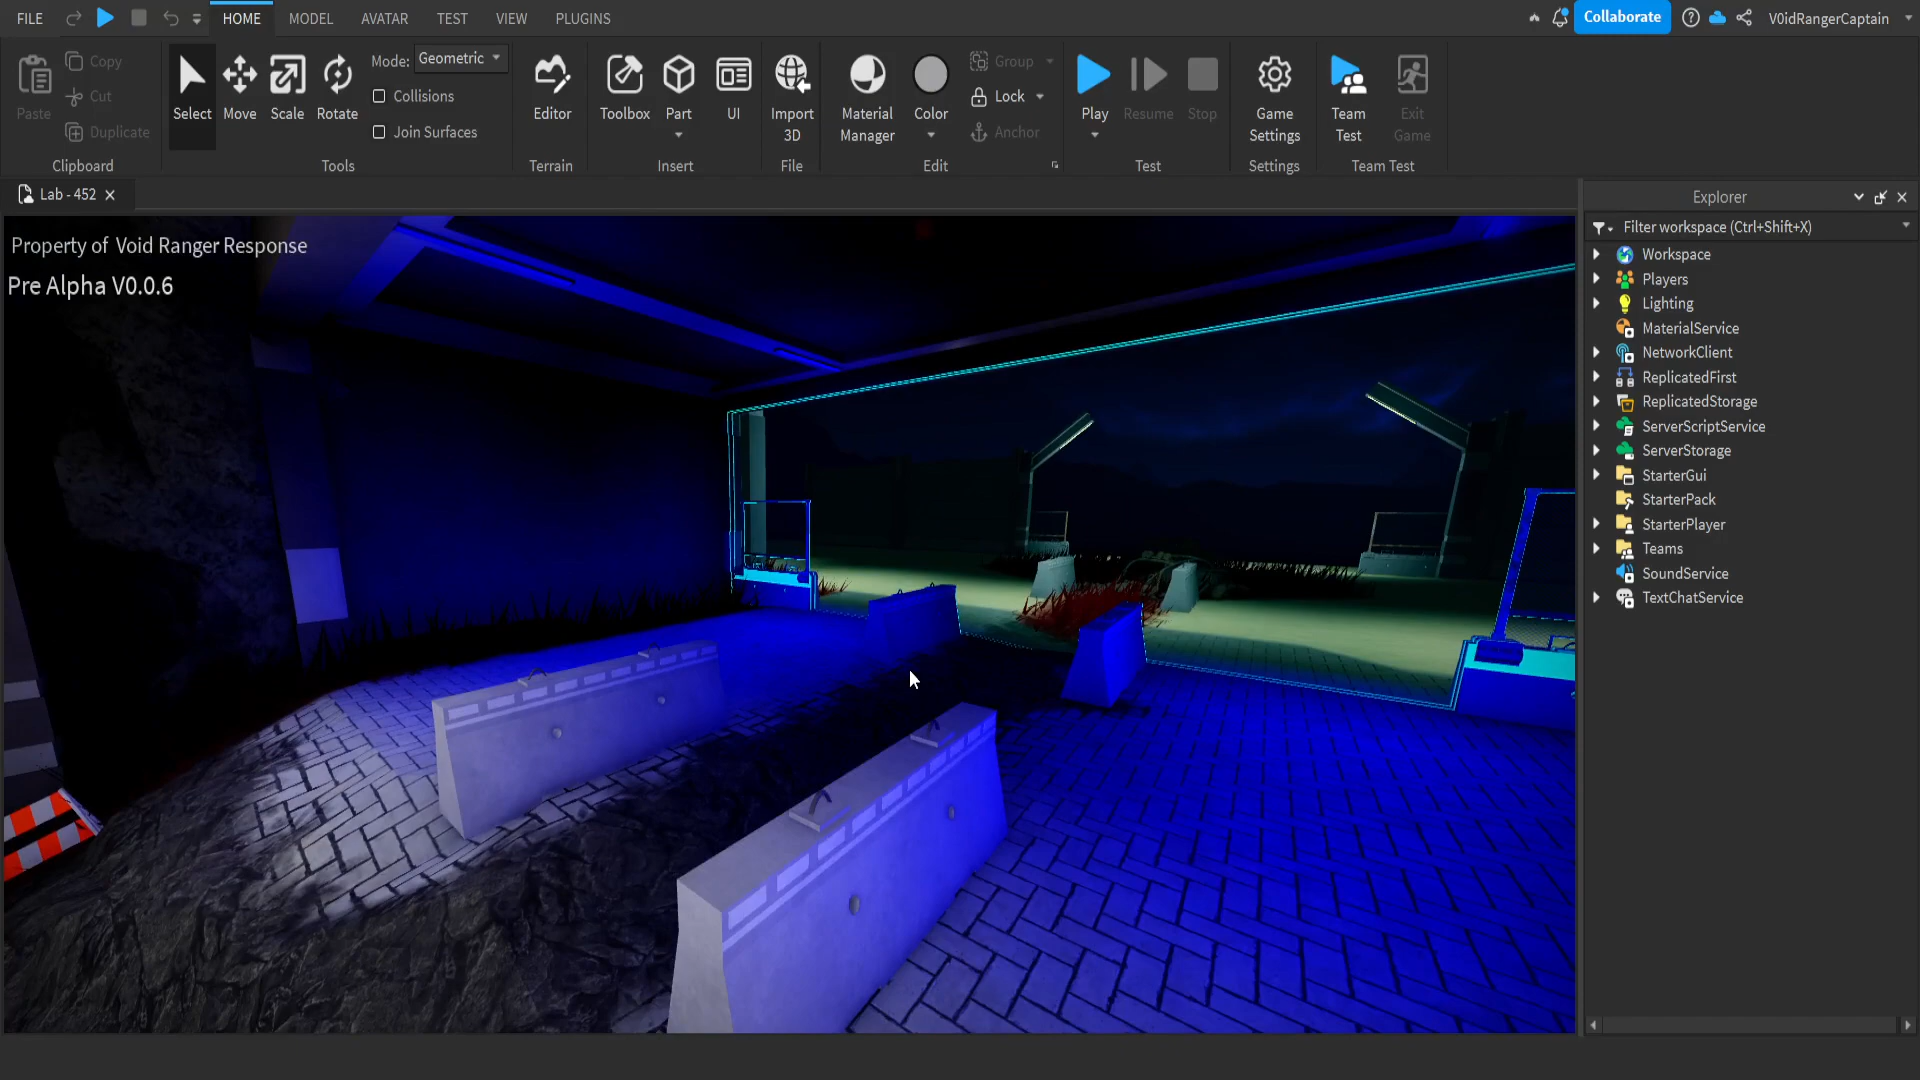 FILE HOME MODEL AVATAR TEST VIEW PLUGINS Collaborate V0idRangerCaptain
Paste Copy Cut Duplicate
Clipboard
Select Move Scale Rotate
Mode: Geometric
Collisions
Join Surfaces
Tools
Editor
Terrain
Toolbox Part UI
Insert
Import
3D
File
Material
Manager
Color
Group
Lock
Anchor
Edit
Play Resume Stop
Test
Game
Settings
Settings
Team
Test
Exit
Game
Team Test
Lab - 452
Property of Void Ranger Response
Pre Alpha V0.0.6
Explorer
Filter workspace (Ctrl+Shift+X)
Workspace
Players
Lighting
MaterialService
NetworkClient
ReplicatedFirst
ReplicatedStorage
ServerScriptService
ServerStorage
StarterGui
StarterPack
StarterPlayer
Teams
SoundService
TextChatService